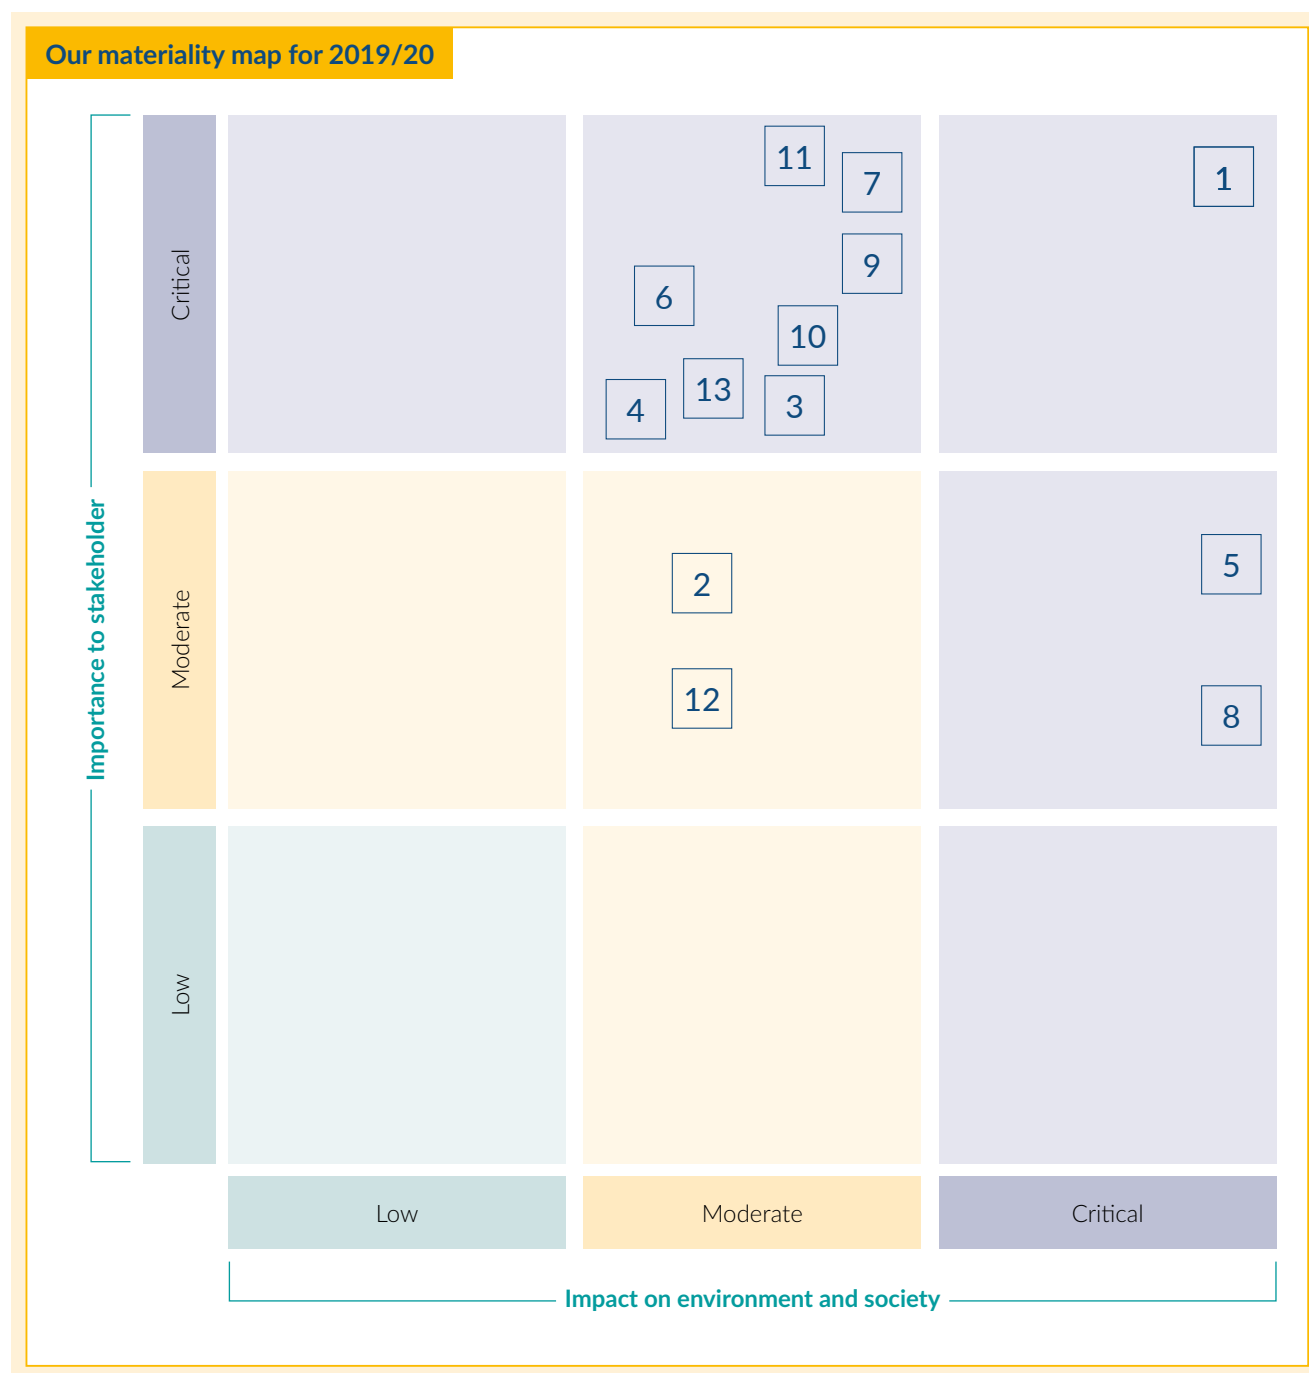 Our materiality map for 2019/20
Importance to stakeholder
Critical
11
7
1
9
6
10
13
3
4
Moderate
2
5
12
8
Low
Low
Moderate
Critical
Impact on environment and society